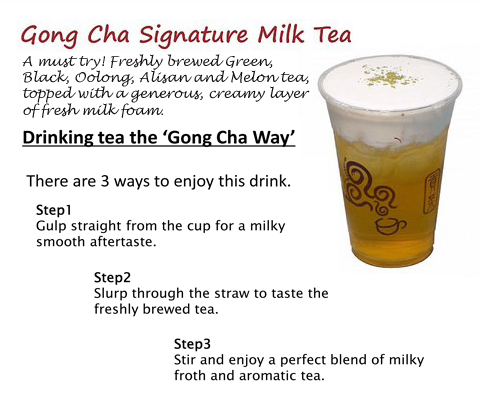 Gong Cha Signature Milk Tea
A must try! Freshly brewed Green,
Black, Oolong, Alisan and Melon tea,
topped with a generous, creamy layer
of fresh milk foam.
Drinking tea the ‘Gong Cha Way’
There are 3 ways to enjoy this drink.
Step1
Gulp straight from the cup for a milky
smooth aftertaste.
Step2
Slurp through the straw to taste the
freshly brewed tea.
Step3
Stir and enjoy a perfect blend of milky
froth and aromatic tea.